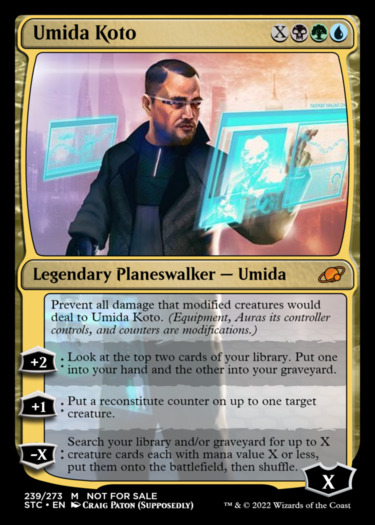 Umida Koto X
Legendary Planeswalker — Umida
Prevent all damage that modified creatures would
deal to Umida Koto. (Equipment, Auras its controller
controls, and counters are modifications.)
+2 : Look at the top two cards of your library. Put one
into your hand and the other into your graveyard.
+1 : Put a reconstitute counter on up to one target
creature.
-X : Search your library and/or graveyard for up to X
creature cards each with mana value X or less,
put them onto the battlefield, then shuffle.
X
239/273 M NOT FOR SALE
STC • EN Craig Paton (Supposedly)
™ & © 2022 Wizards of the Coast